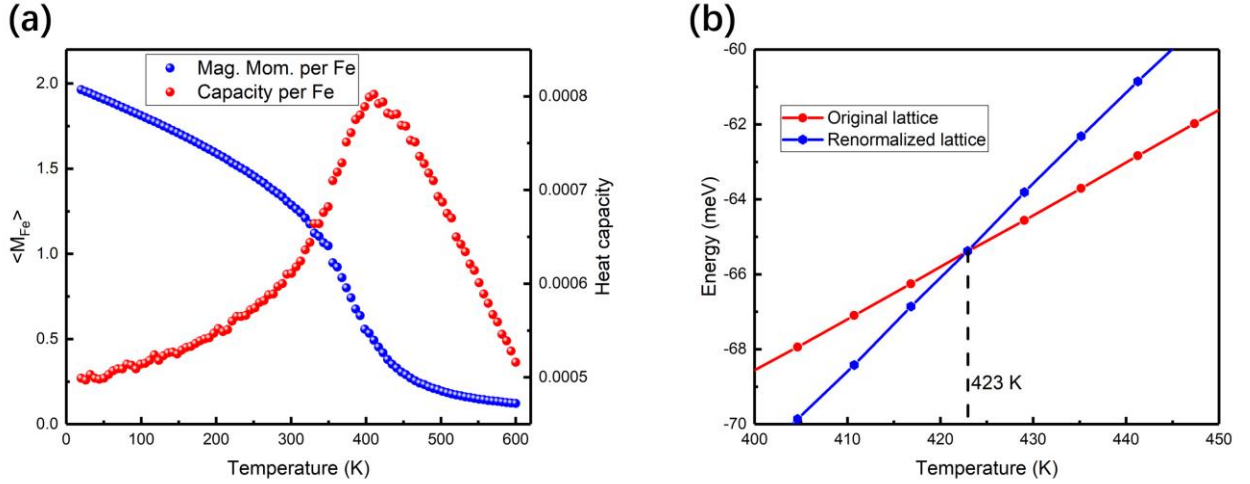 (a)
Mag. Mom. per Fe
Capacity per Fe
2.0
1.5
1.0
0.5
0.0
<M_Fe>
0.0008
0.0007
0.0006
0.0005
Heat capacity
0 100 200 300 400 500 600
Temperature (K)
(b)
Original lattice
Renormalized lattice
-60
-62
-64
-66
-68
-70
Energy (meV)
423 K
400 410 420 430 440 450
Temperature (K)